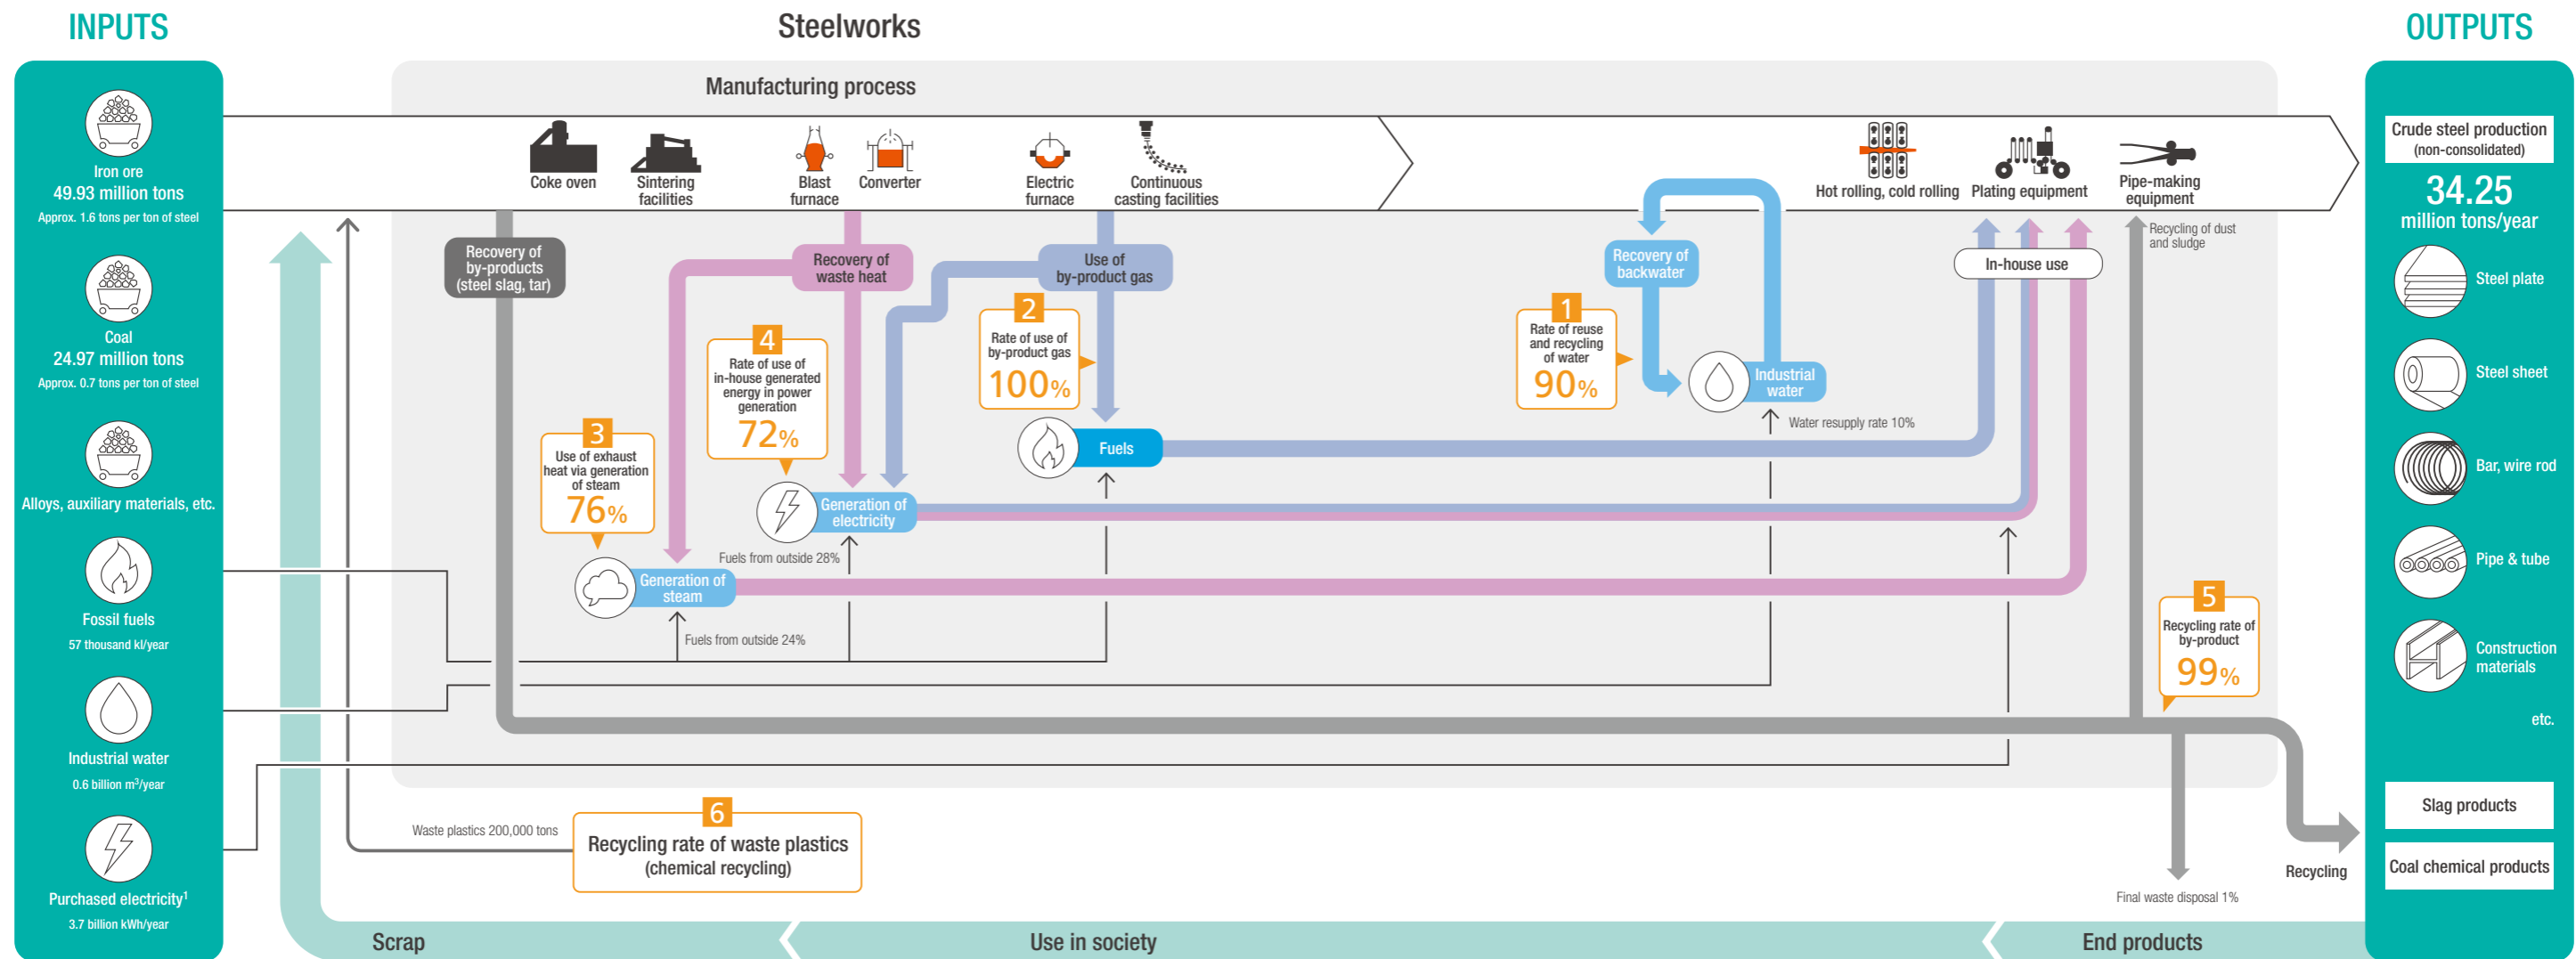 INPUTS
Steelworks
OUTPUTS
Iron ore
49.93 million tons
Approx. 1.6 tons per ton of steel
Coal
24.97 million tons
Approx. 0.7 tons per ton of steel
Alloys, auxiliary materials, etc.
Fossil fuels
57 thousand kl/year
Industrial water
0.6 billion m³/year
Purchased electricity¹
3.7 billion kWh/year
Manufacturing process
Coke oven
Sintering
facilities
Blast
furnace
Converter
Electric
furnace
Continuous
casting facilities
Hot rolling, cold rolling
Plating equipment
Pipe-making
equipment
Recovery of
by-products
(steel slag, tar)
Recovery of
waste heat
Use of
by-product gas
Recovery of
backwater
In-house use
Recycling of dust
and sludge
1
Rate of reuse
and recycling
of water
90%
2
Rate of use of
by-product gas
100%
3
Use of exhaust
heat via generation
of steam
76%
4
Rate of use of
in-house generated
energy in power
generation
72%
Industrial
water
Water resupply rate 10%
Fuels
Generation of
electricity
Fuels from outside 28%
Generation of
steam
Fuels from outside 24%
5
Recycling rate of
by-product
99%
6
Recycling rate of waste plastics
(chemical recycling)
Waste plastics 200,000 tons
Final waste disposal 1%
Recycling
Scrap
Use in society
End products
Crude steel production
(non-consolidated)
34.25
million tons/year
Steel plate
Steel sheet
Bar, wire rod
Pipe & tube
Construction
materials
etc.
Slag products
Coal chemical products